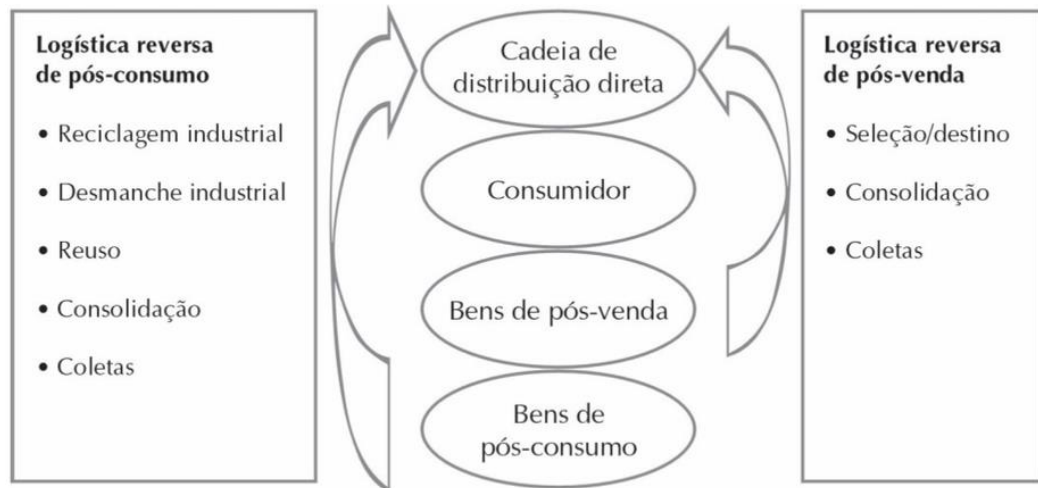 Logística reversa
de pós-consumo
• Reciclagem industrial
• Desmanche industrial
• Reuso
• Consolidação
• Coletas
Cadeia de
distribuição direta
Consumidor
Bens de pós-venda
Bens de
pós-consumo
Logística reversa
de pós-venda
• Seleção/destino
• Consolidação
• Coletas